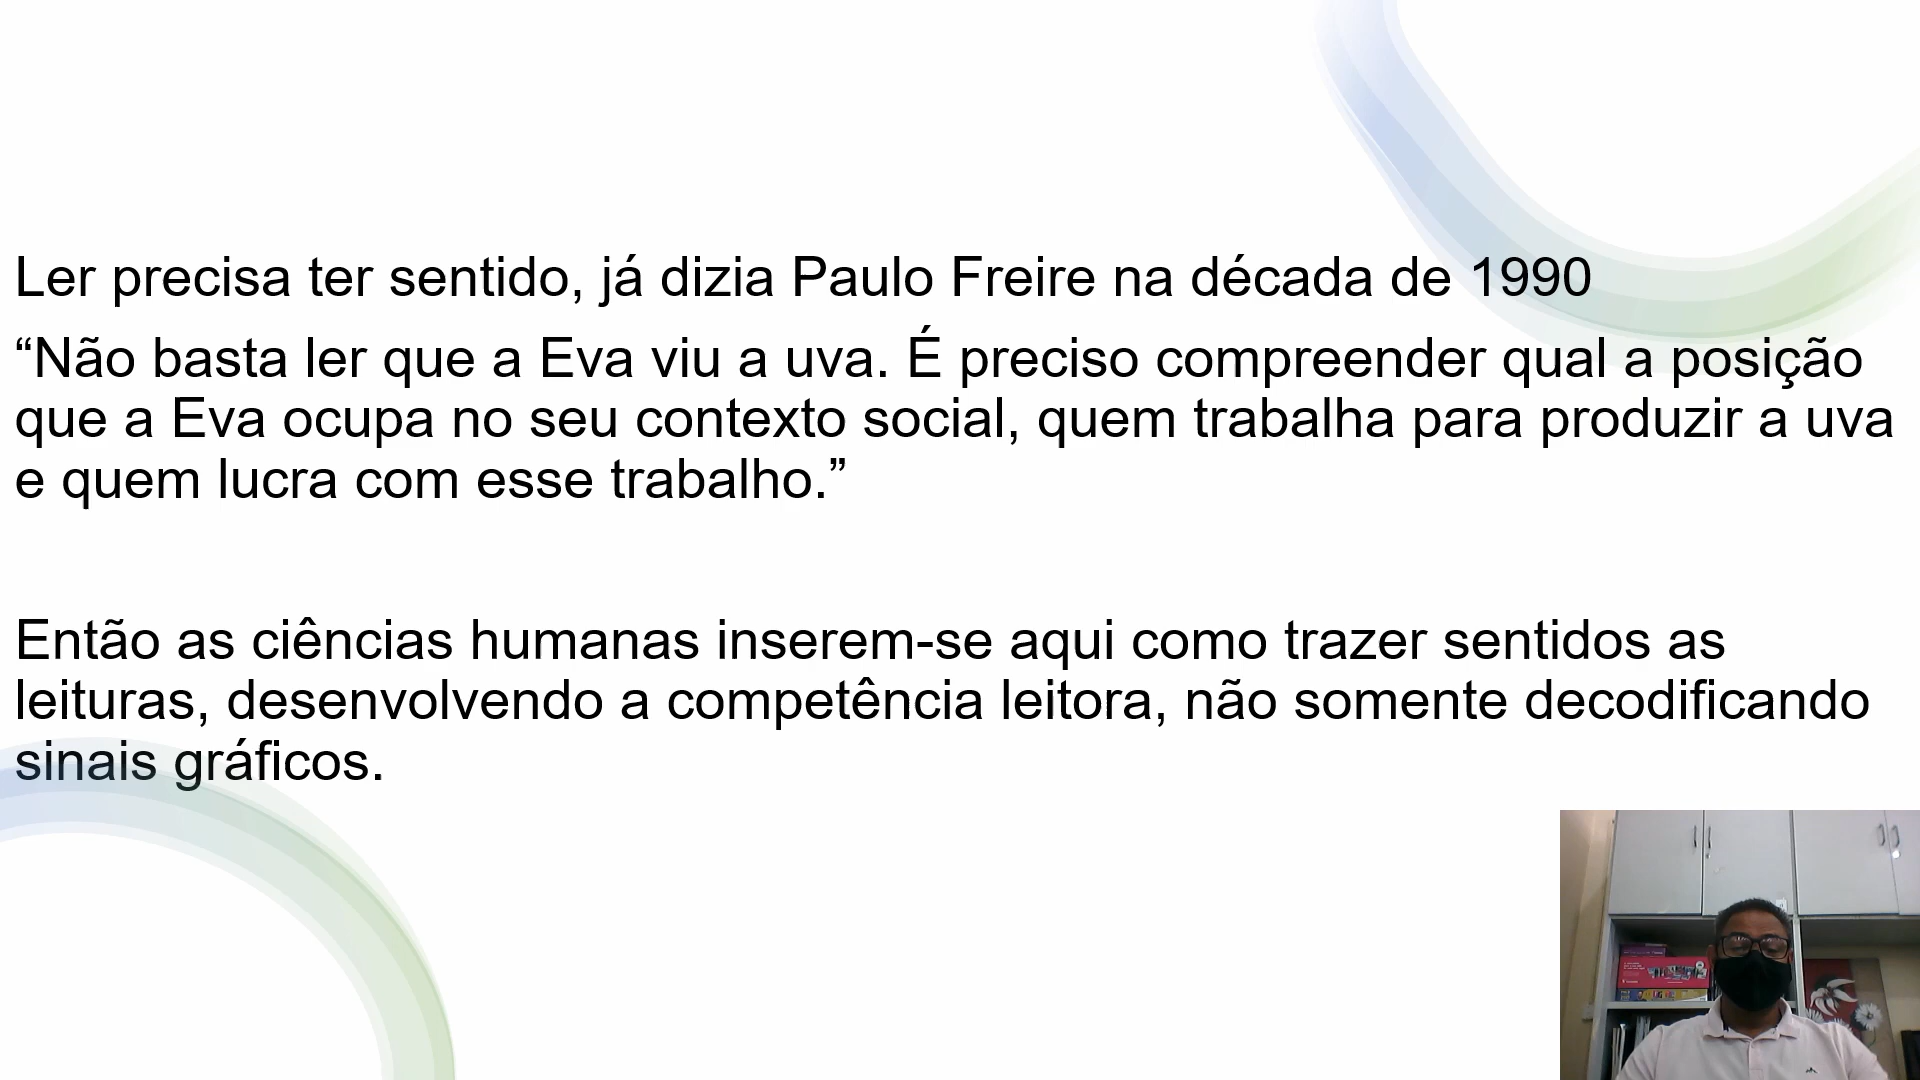 Ler precisa ter sentido, já dizia Paulo Freire na década de 1990
“Não basta ler que a Eva viu a uva. É preciso compreender qual a posição
que a Eva ocupa no seu contexto social, quem trabalha para produzir a uva
e quem lucra com esse trabalho.”
Então as ciências humanas inserem-se aqui como trazer sentidos as
leituras, desenvolvendo a competência leitora, não somente decodificando
sinais gráficos.